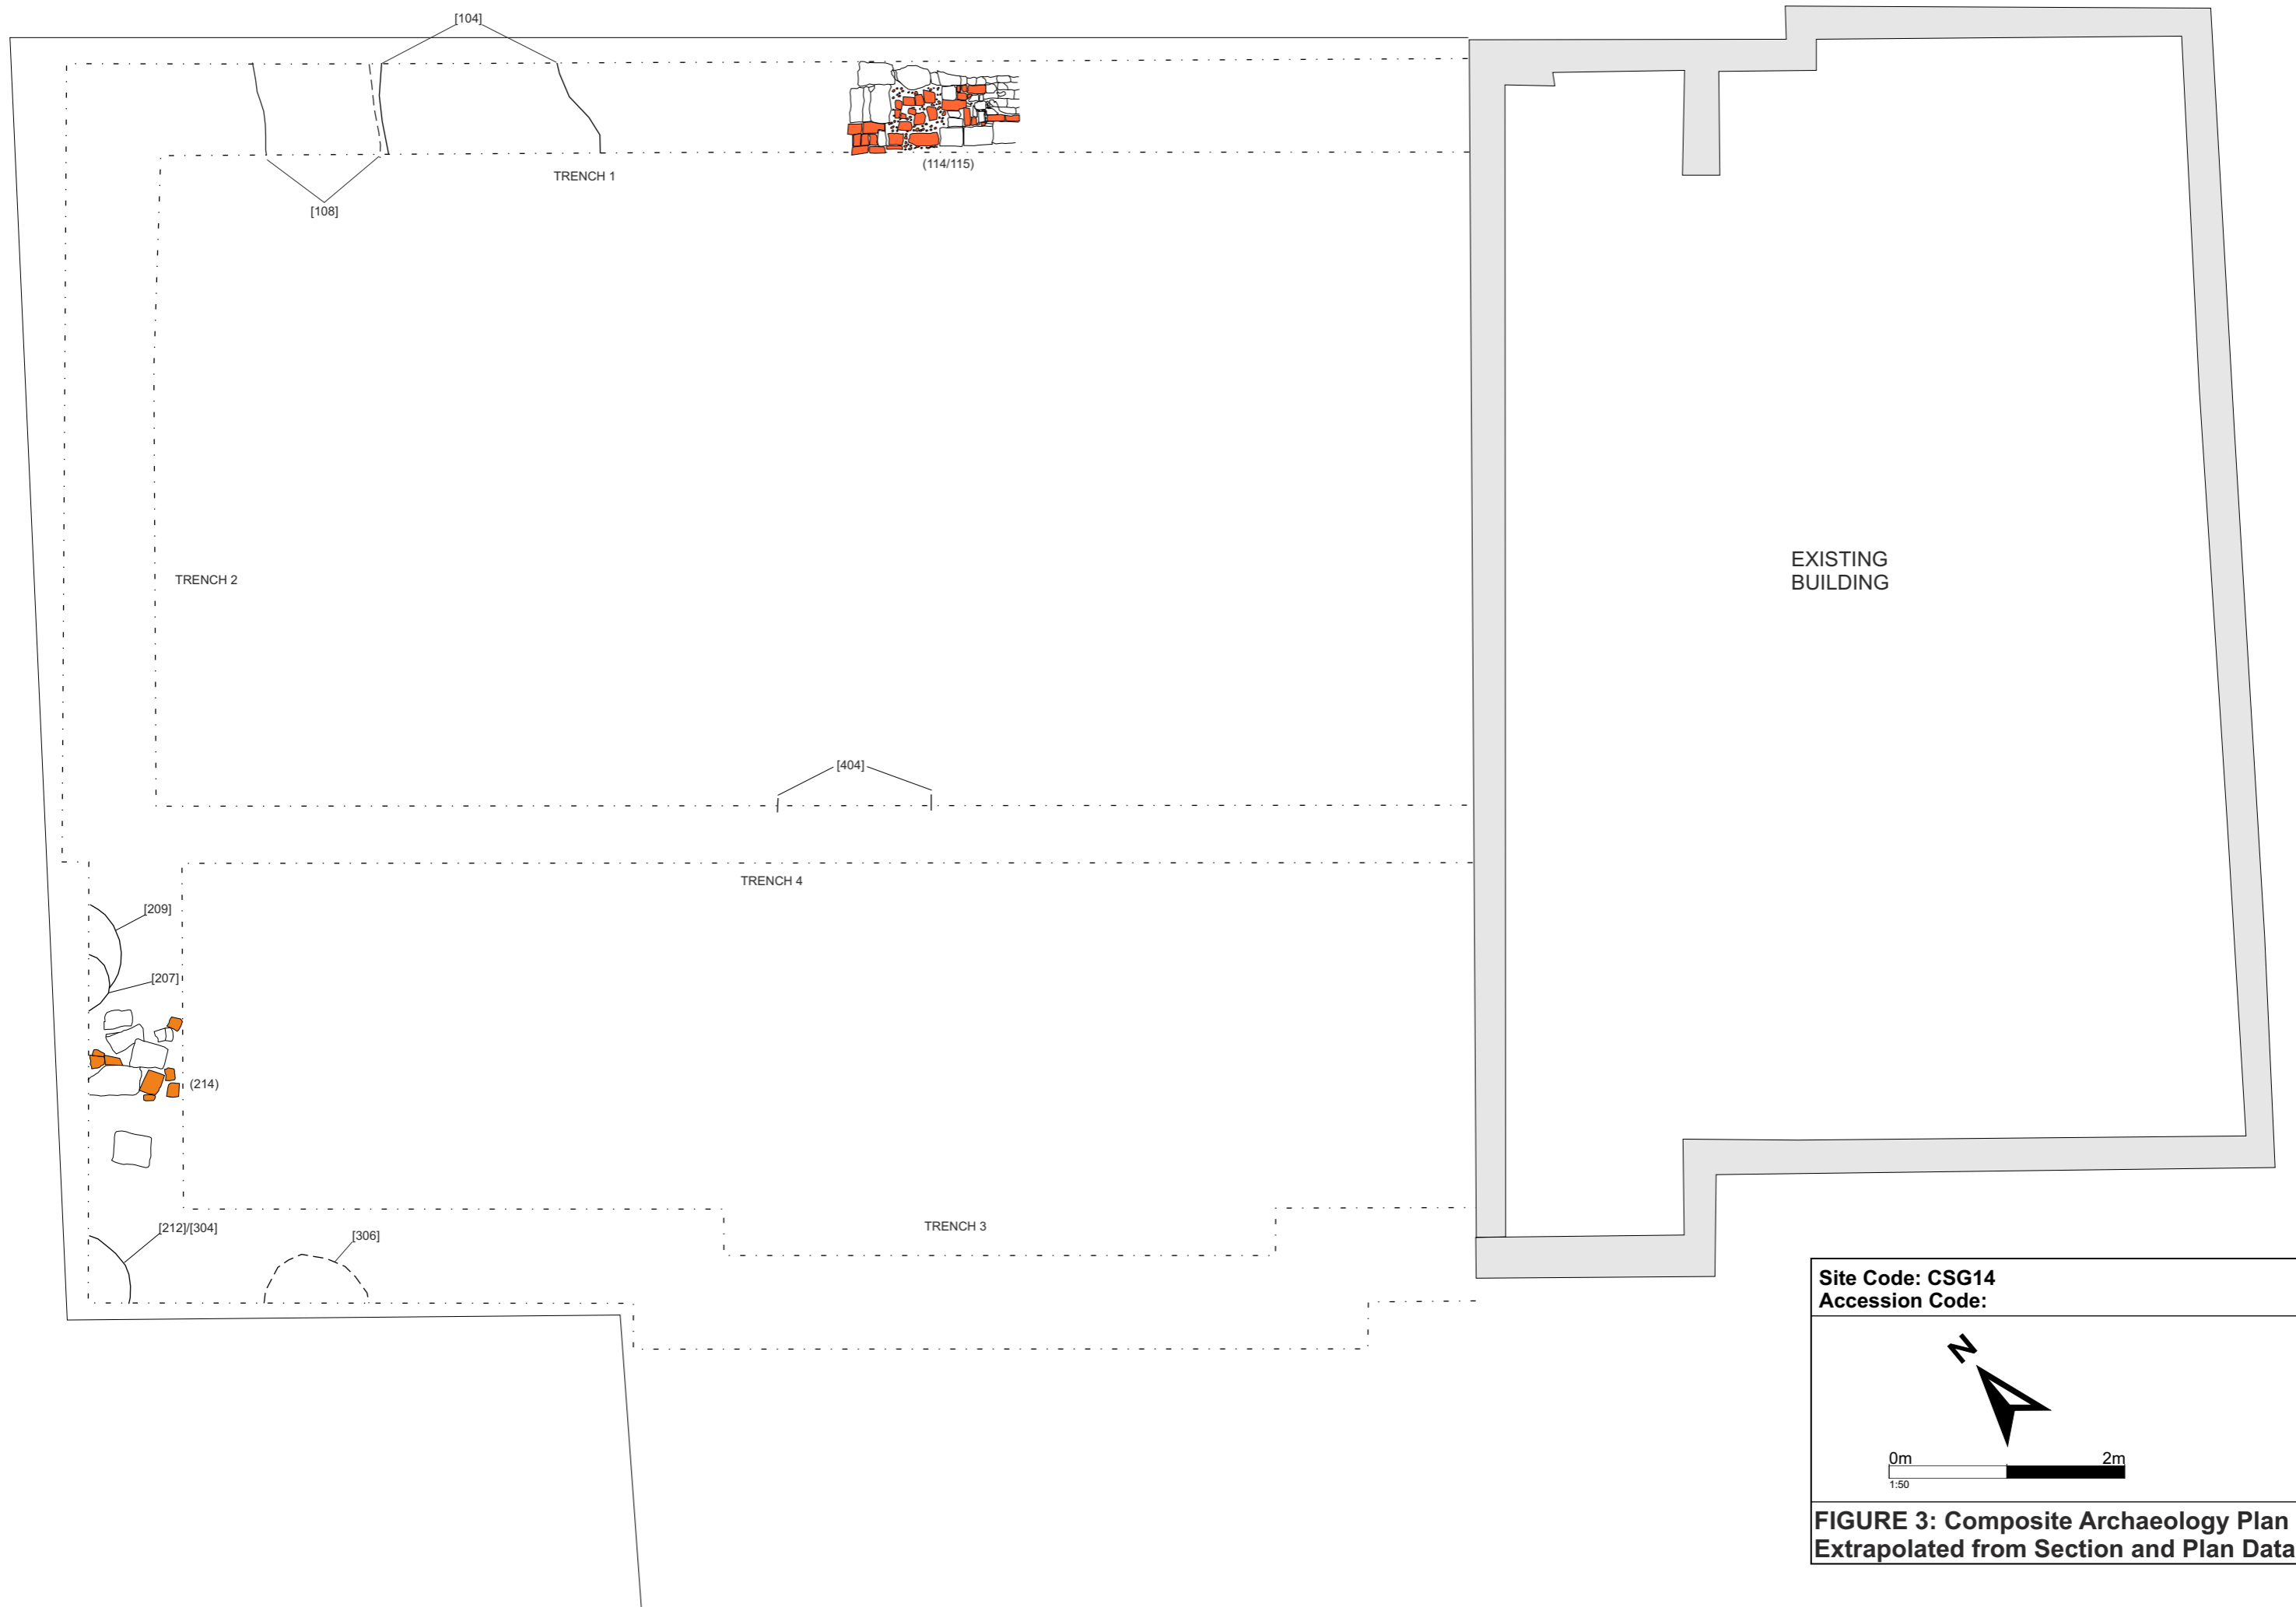 [104]
(114/115)
TRENCH 1
[108]
EXISTING
BUILDING
TRENCH 2
[404]
TRENCH 4
[209]
[207]
(214)
[212]/[304]
[306]
TRENCH 3
Site Code: CSG14
Accession Code:
N
0m 2m
1:50
FIGURE 3: Composite Archaeology Plan
Extrapolated from Section and Plan Data